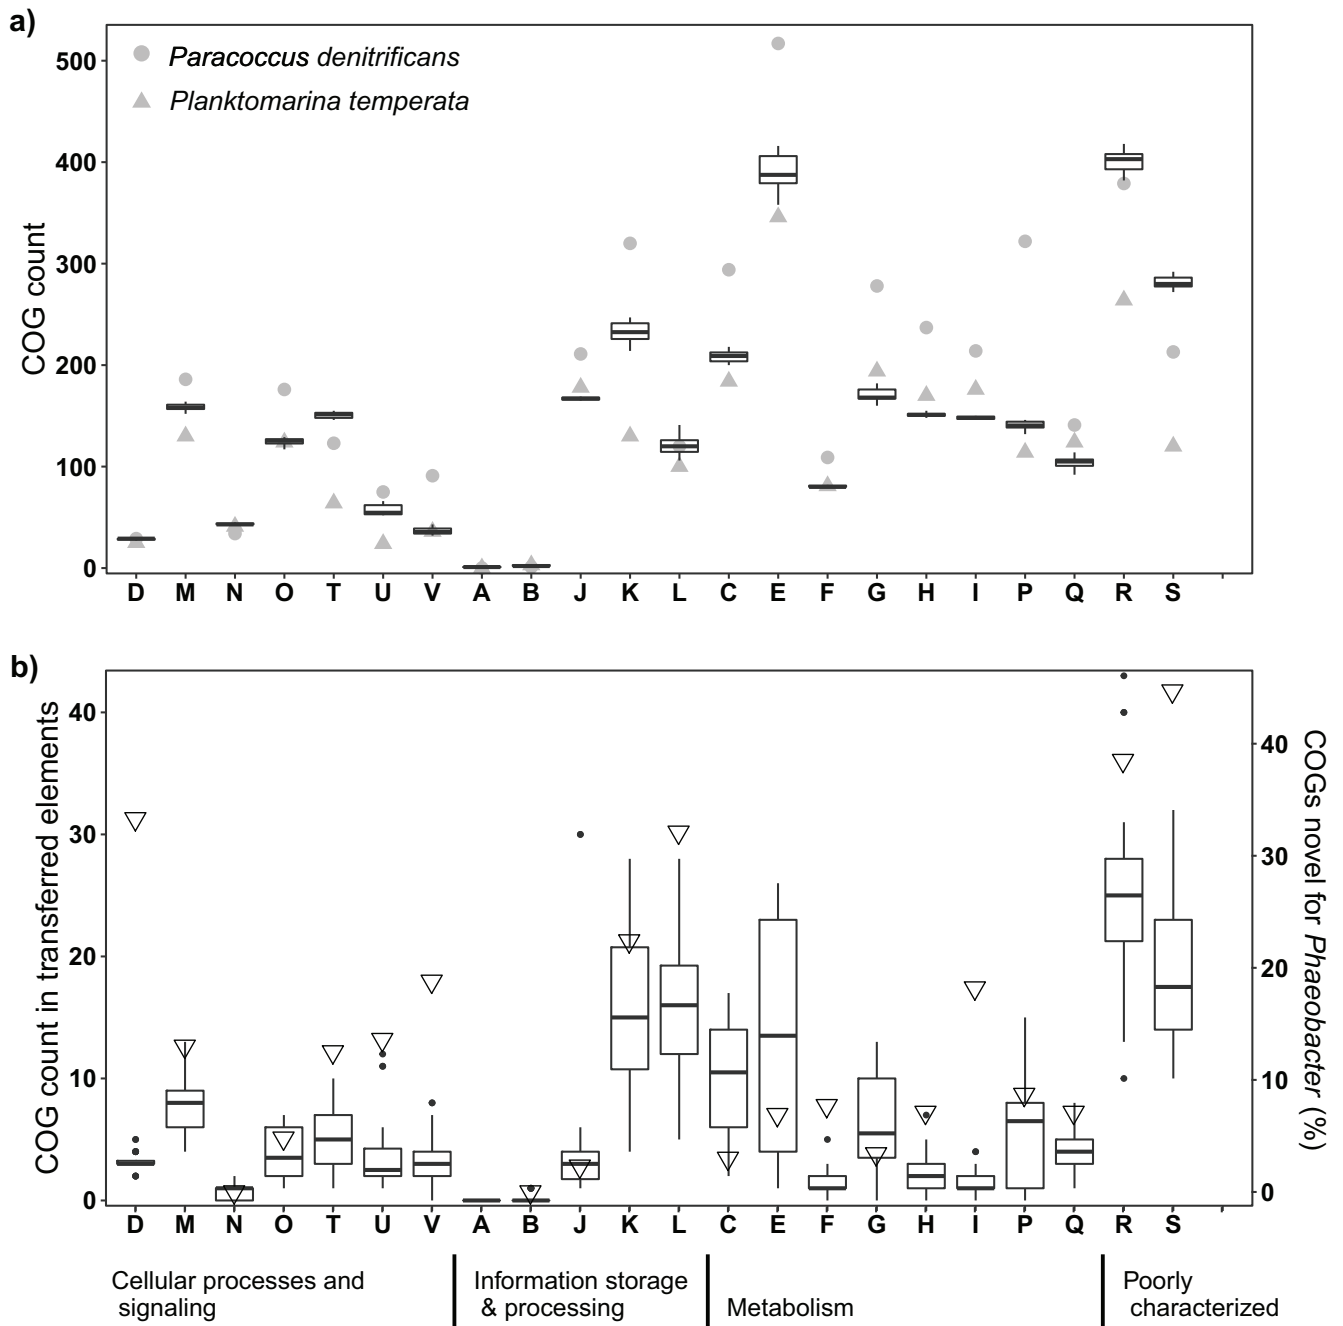 a)
Paracoccus denitrificans
Planktomarina temperata
COG count
500
400
300
200
100
0
D M N O T U V A B J K L C E F G H I P Q R S
b)
COG count in transferred elements
40
30
20
10
0
40
30
20
10
0
COGs novel for Phaeobacter (%)
D M N O T U V A B J K L C E F G H I P Q R S
Cellular processes and
signaling
Information storage
& processing
Metabolism
Poorly
characterized